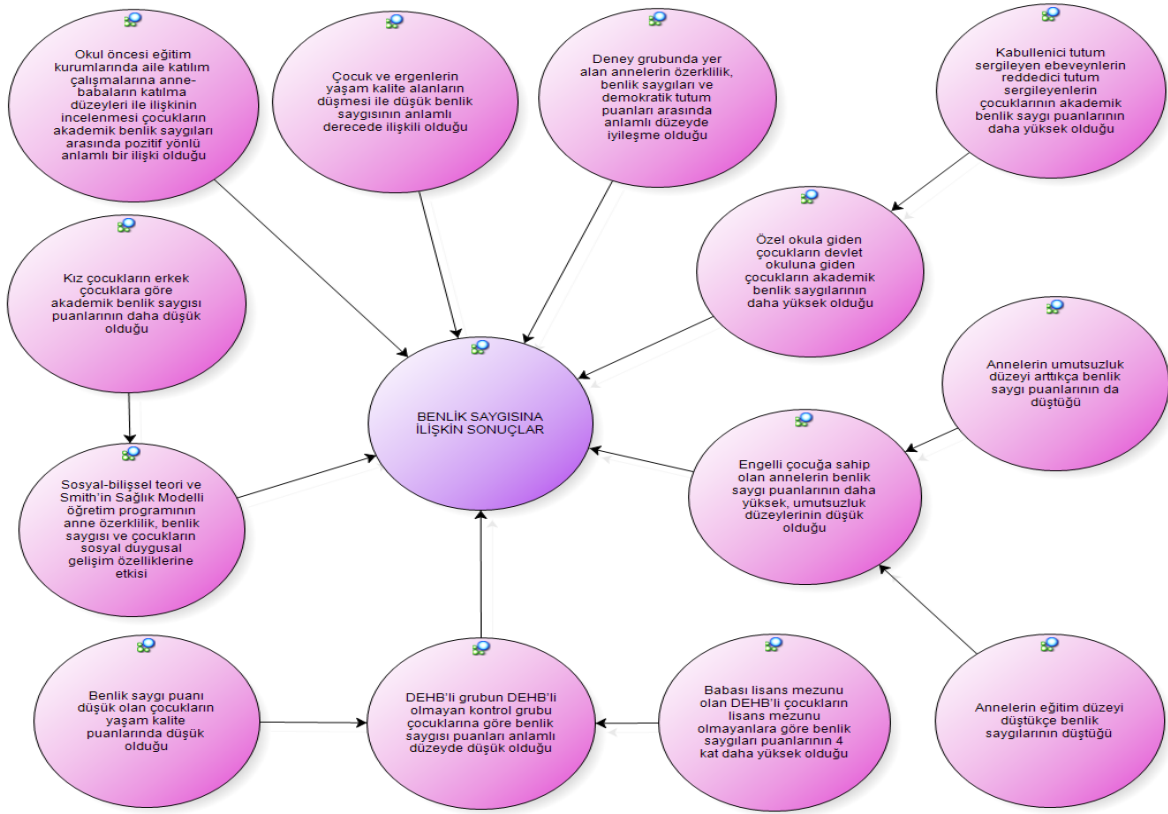 Okul öncesi eğitim
kurumlarında aile katılım
çalışmalarına anne-
babaların katılma
düzeyleri ile ilişkinin
incelenmesi çocukların
akademik benlik saygıları
arasında pozitif yönlü
anlamlı bir ilişki olduğu
Çocuk ve ergenlerin
yaşam kalite alanların
düşmesi ile düşük benlik
saygısının anlamlı
derecede ilişkili olduğu
Deney grubunda yer
alan annelerin özerklilik,
benlik saygıları ve
demokratik tutum
puanları arasında
anlamlı düzeyde
iyileşme olduğu
Kabullenici tutum
sergileyen ebeveynlerin
reddedici tutum
sergileyenlerin
çocuklarının akademik
benlik saygı puanlarının
daha yüksek olduğu
Kız çocukların erkek
çocuklara göre
akademik benlik saygısı
puanlarının daha düşük
olduğu
Özel okula giden
çocukların devlet
okuluna giden
çocukların akademik
benlik saygılarının
daha yüksek olduğu
Annelerin umutsuzluk
düzeyi arttıkça benlik
saygı puanlarının da
düştüğü
BENLİK SAYGISINA
İLİŞKİN SONUÇLAR
Sosyal-bilişsel teori ve
Smith’in Sağlık Modelli
öğretim programının
anne özerklilik, benlik
saygısı ve çocukların
sosyal duygusal
gelişim özelliklerine
etkisi
Engelli çocuğa sahip
olan annelerin benlik
saygı puanlarının daha
yüksek, umutsuzluk
düzeylerinin düşük
olduğu
Benlik saygı puanı
düşük olan çocukların
yaşam kalite
puanlarında düşük
olduğu
DEHB’li grubun DEHB’li
olmayan kontrol grubu
çocuklarına göre benlik
saygısı puanları anlamlı
düzeyde düşük olduğu
Babası lisans mezunu
olan DEHB’li çocukların
lisans mezunu
olmayanlara göre benlik
saygıları puanlarının 4
kat daha yüksek olduğu
Annelerin eğitim düzeyi
düştükçe benlik
saygılarının düştüğü